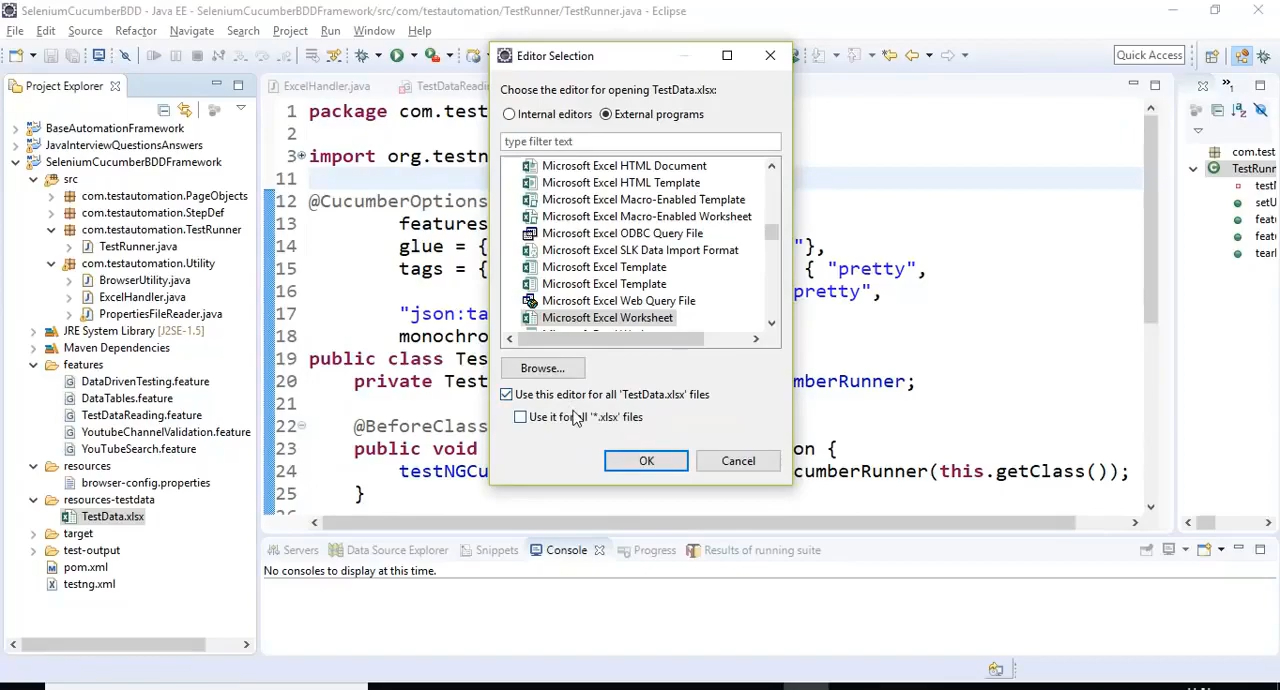 SeleniumCucumberBDD - Java EE - SeleniumCucumberBDDFramework/src/com/testautomation/TestRunner/TestRunner.java - Eclipse
File Edit Source Refactor Navigate Search Project Run Window Help
Quick Access
Project Explorer
BaseAutomationFramework
JavaInterviewQuestionsAnswers
SeleniumCucumberBDDFramework
src
com.testautomation.PageObjects
com.testautomation.StepDef
com.testautomation.TestRunner
TestRunner.java
com.testautomation.Utility
BrowserUtility.java
ExcelHandler.java
PropertiesFileReader.java
JRE System Library [J2SE-1.5]
Maven Dependencies
features
DataDrivenTesting.feature
DataTables.feature
TestDataReading.feature
YoutubeChannelValidation.feature
YouTubeSearch.feature
resources
browser-config.properties
resources-testdata
TestData.xlsx
target
test-output
pom.xml
testng.xml
ExcelHandler.java TestDataReadin
1 package com.test
2
3 import org.testn
11
12 @CucumberOptions
13 features
14 glue = { "},
15 tags = { { "pretty",
16 pretty",
17 "json:ta
18 monochro
19 public class Tes
20 private Test mberRunner;
21
22 @BeforeClass
23 public void on {
24 testNGCu cumberRunner(this.getClass());
25 }
Editor Selection
Choose the editor for opening TestData.xlsx:
Internal editors External programs
type filter text
Microsoft Excel HTML Document
Microsoft Excel HTML Template
Microsoft Excel Macro-Enabled Template
Microsoft Excel Macro-Enabled Worksheet
Microsoft Excel ODBC Query File
Microsoft Excel SLK Data Import Format
Microsoft Excel Template
Microsoft Excel Template
Microsoft Excel Web Query File
Microsoft Excel Worksheet
Browse...
Use this editor for all 'TestData.xlsx' files
Use it for all '*.xlsx' files
OK Cancel
com.test
TestRunn
testI
setU
featu
featu
tearl
Servers Data Source Explorer Snippets Console Progress Results of running suite
No consoles to display at this time.